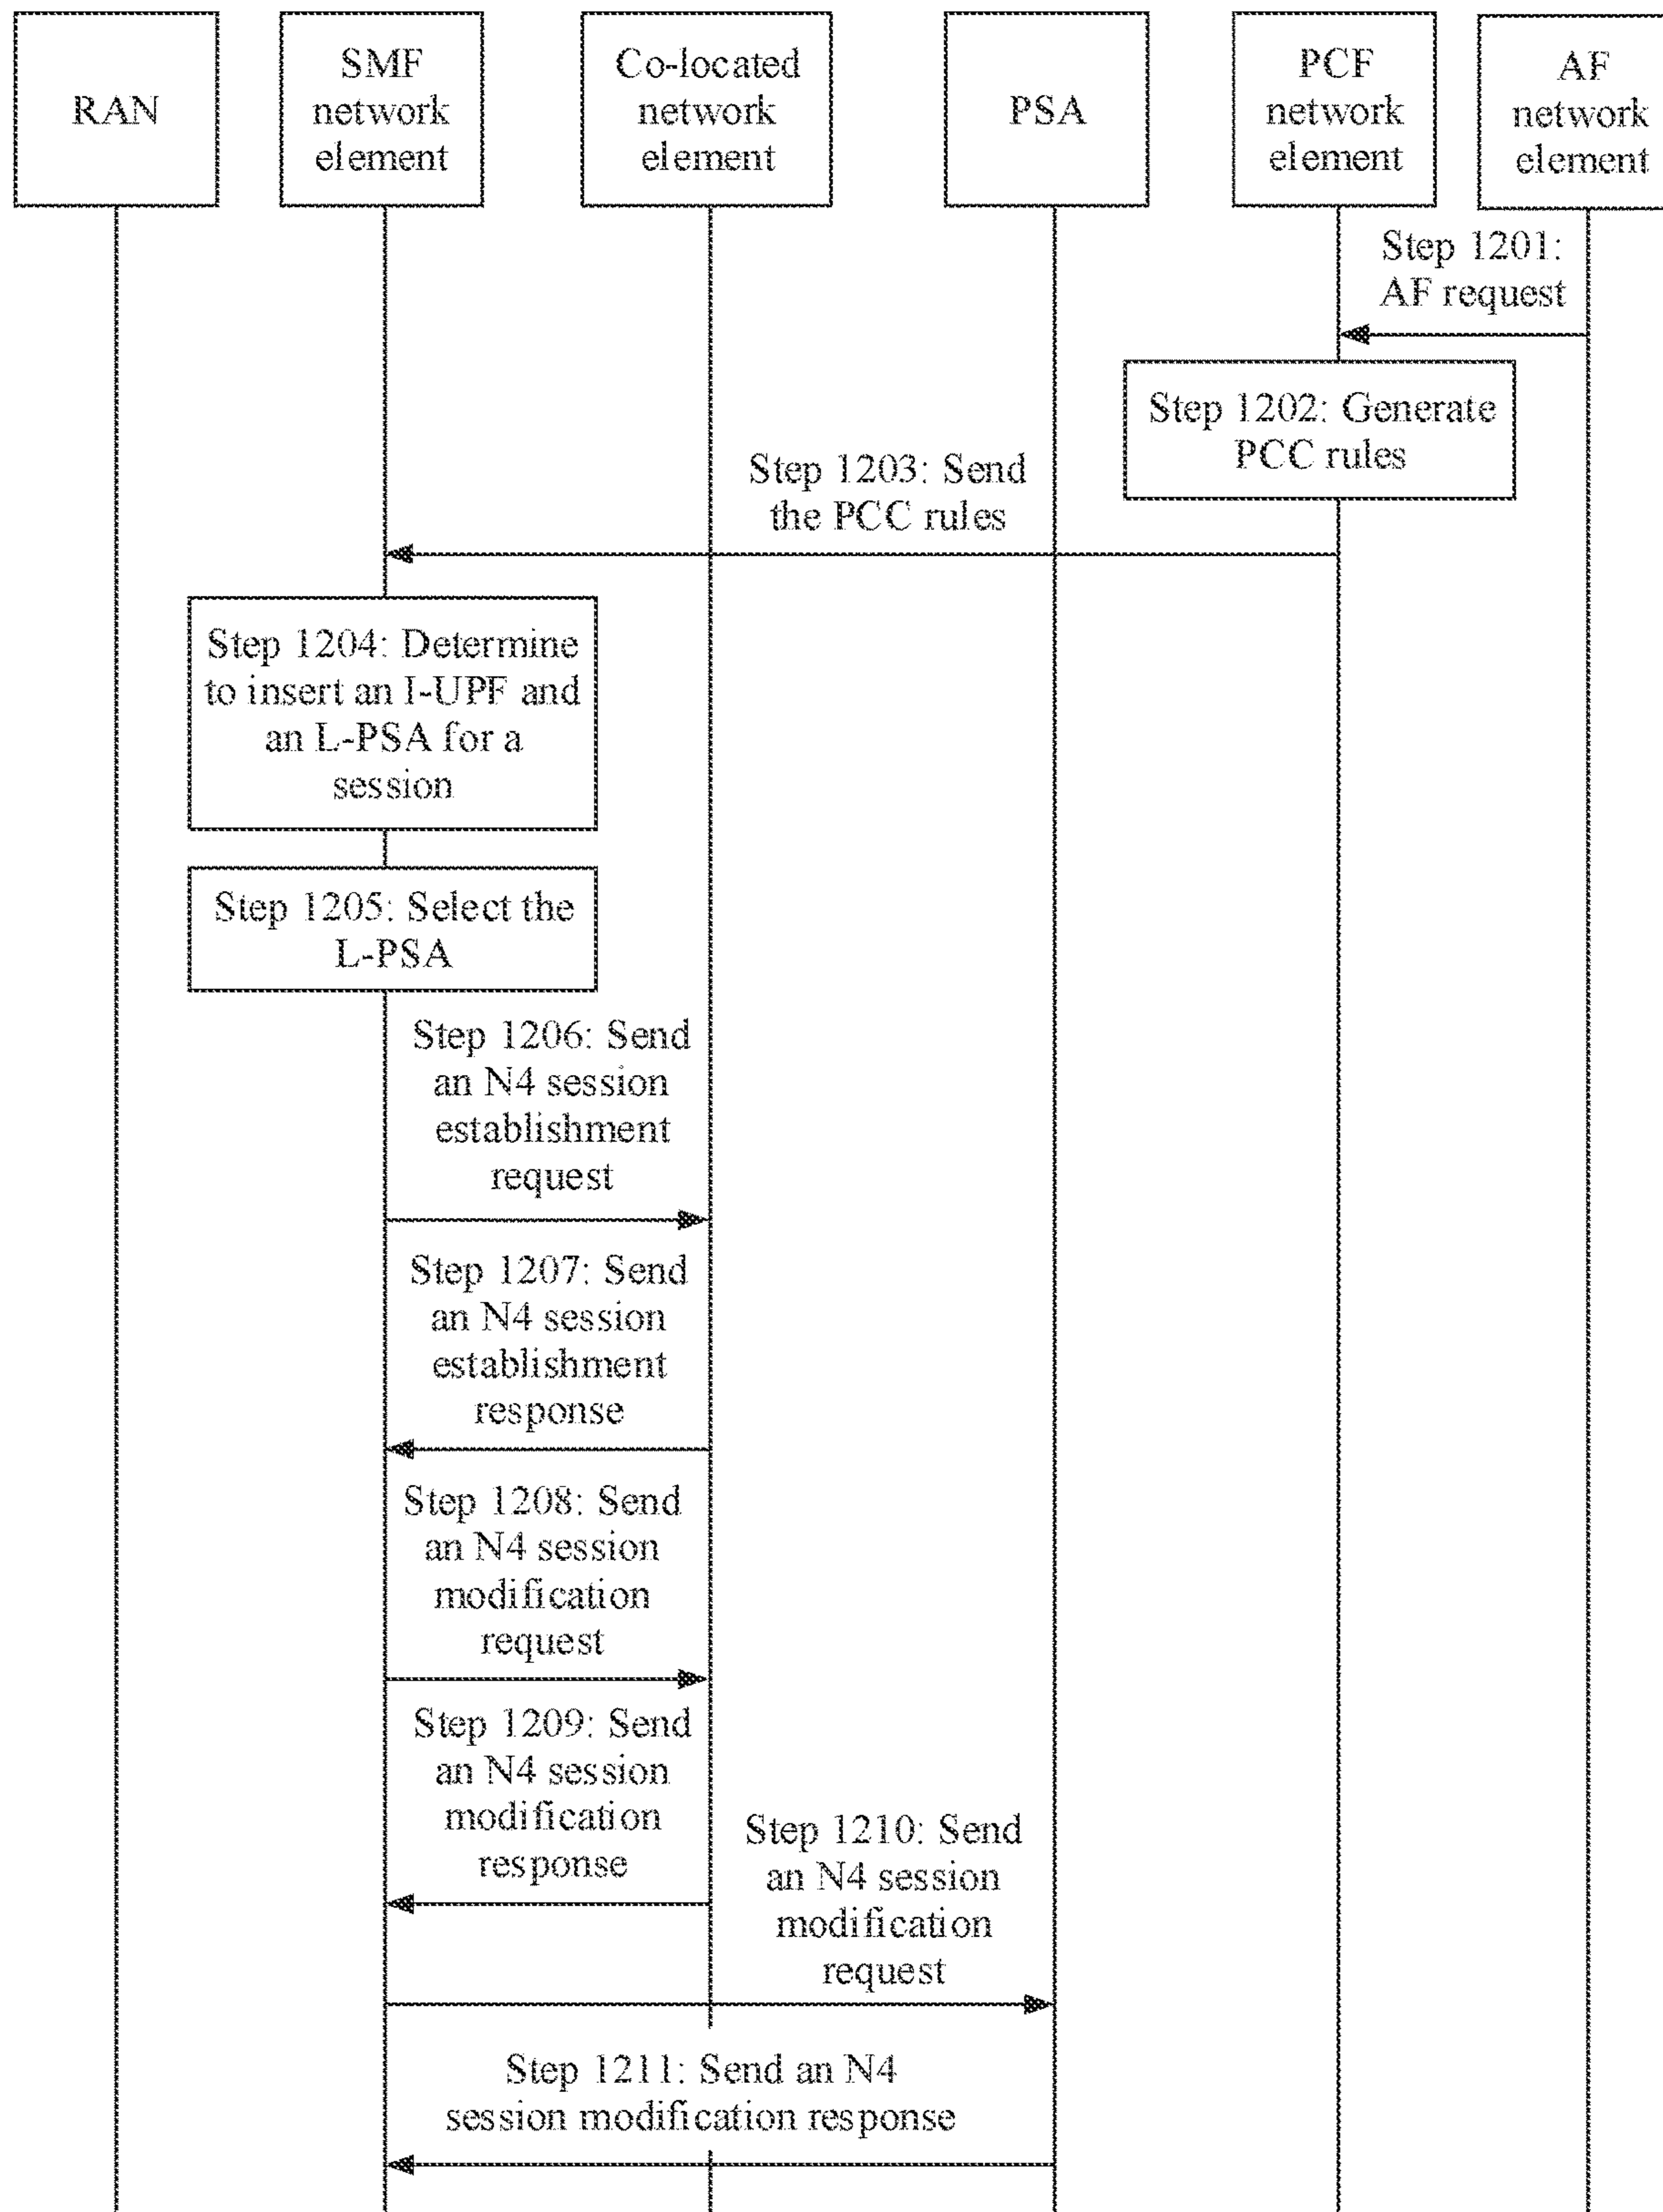 RAN
SMF
network
element
Co-located
network
element
PSA
PCF
network
element
AF
network
element
Step 1201:
AF request
Step 1202: Generate
PCC rules
Step 1203: Send
the PCC rules
Step 1204: Determine
to insert an I-UPF and
an L-PSA for a
session
Step 1205: Select the
L-PSA
Step 1206: Send
an N4 session
establishment
request
Step 1207: Send
an N4 session
establishment
response
Step 1208: Send
an N4 session
modification
request
Step 1209: Send
an N4 session
modification
response
Step 1210: Send
an N4 session
modification
request
Step 1211: Send an N4
session modification response